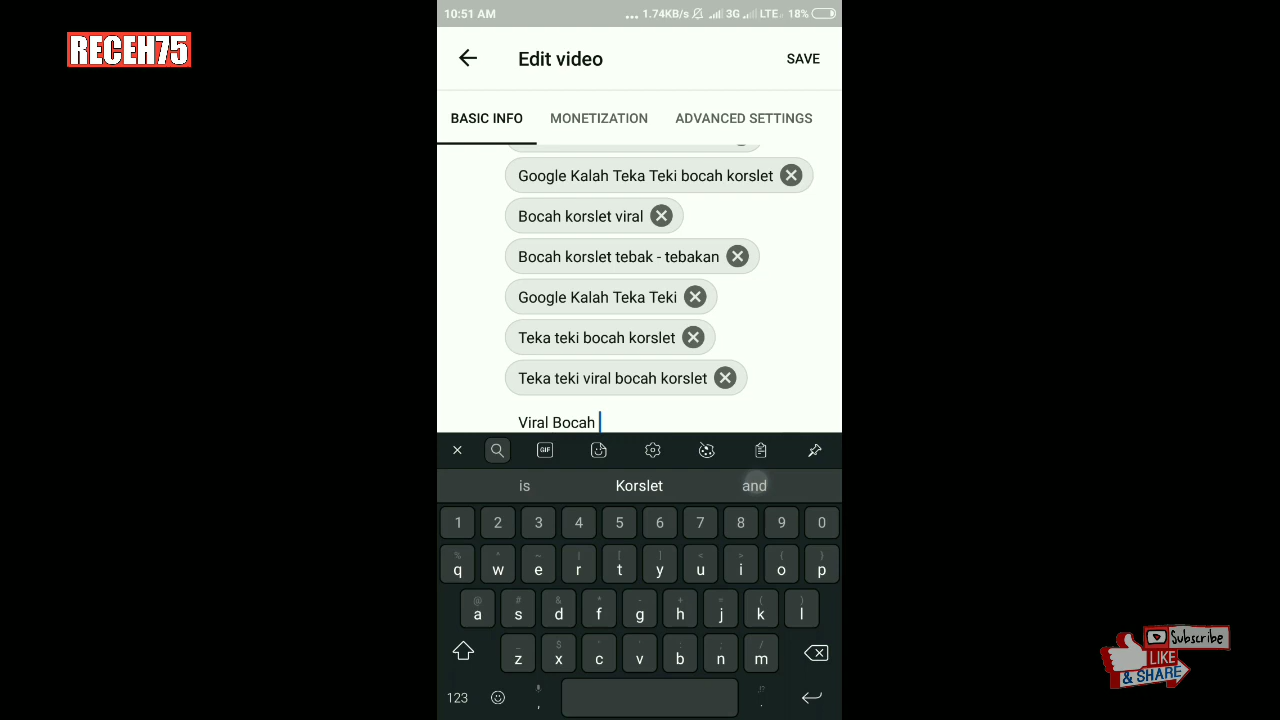 10:51 AM ... 1.74KB/s 3G LTE 18%
RECEH75
Edit video SAVE
BASIC INFO MONETIZATION ADVANCED SETTINGS
Google Kalah Teka Teki bocah korslet
Bocah korslet viral
Bocah korslet tebak - tebakan
Google Kalah Teka Teki
Teka teki bocah korslet
Teka teki viral bocah korslet
Viral Bocah
GIF
is Korslet and
1 2 3 4 5 6 7 8 9 0
q w e r t y u i o p
a s d f g h j k l
z x c v b n m
123 , .
Subscribe
LIKE
& SHARE